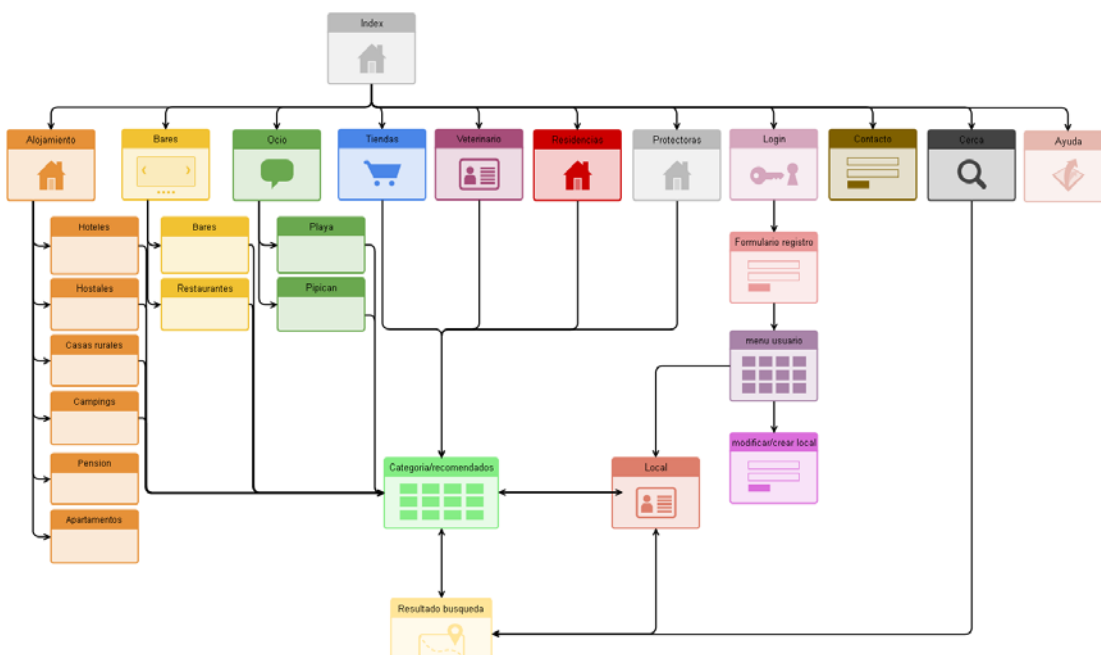 Index
Alojamiento
Bares
Ocio
Tiendas
Veterinario
Residencias
Protectoras
Login
Contacto
Cerca
Ayuda
Hoteles
Bares
Playa
Formulario registro
Hostales
Restaurantes
Pipican
Casas rurales
menu usuario
Campings
modificar/crear local
Pension
Categoria/recomendados
Local
Apartamentos
Resultado busqueda